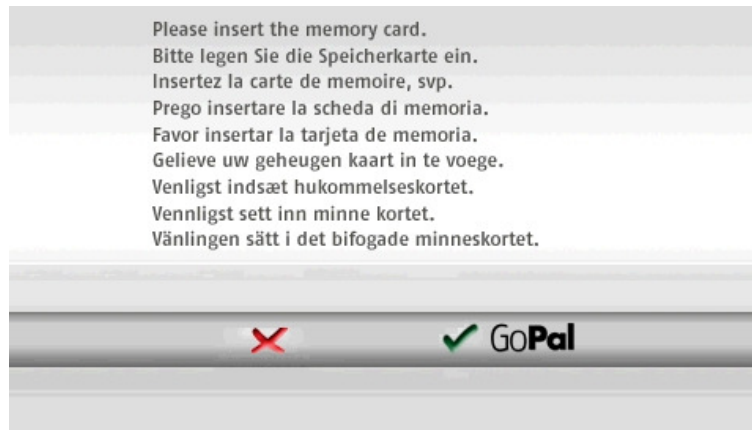 Please insert the memory card.
Bitte legen Sie die Speicherkarte ein.
Insertez la carte de memoire, svp.
Prego insertare la scheda di memoria.
Favor insertar la tarjeta de memoria.
Gelieve uw geheugen kaart in te voege.
Venligst indsæt hukommelseskortet.
Vennligst sett inn minne kortet.
Vänlingen sätt i det bifogade minneskortet.
GoPal